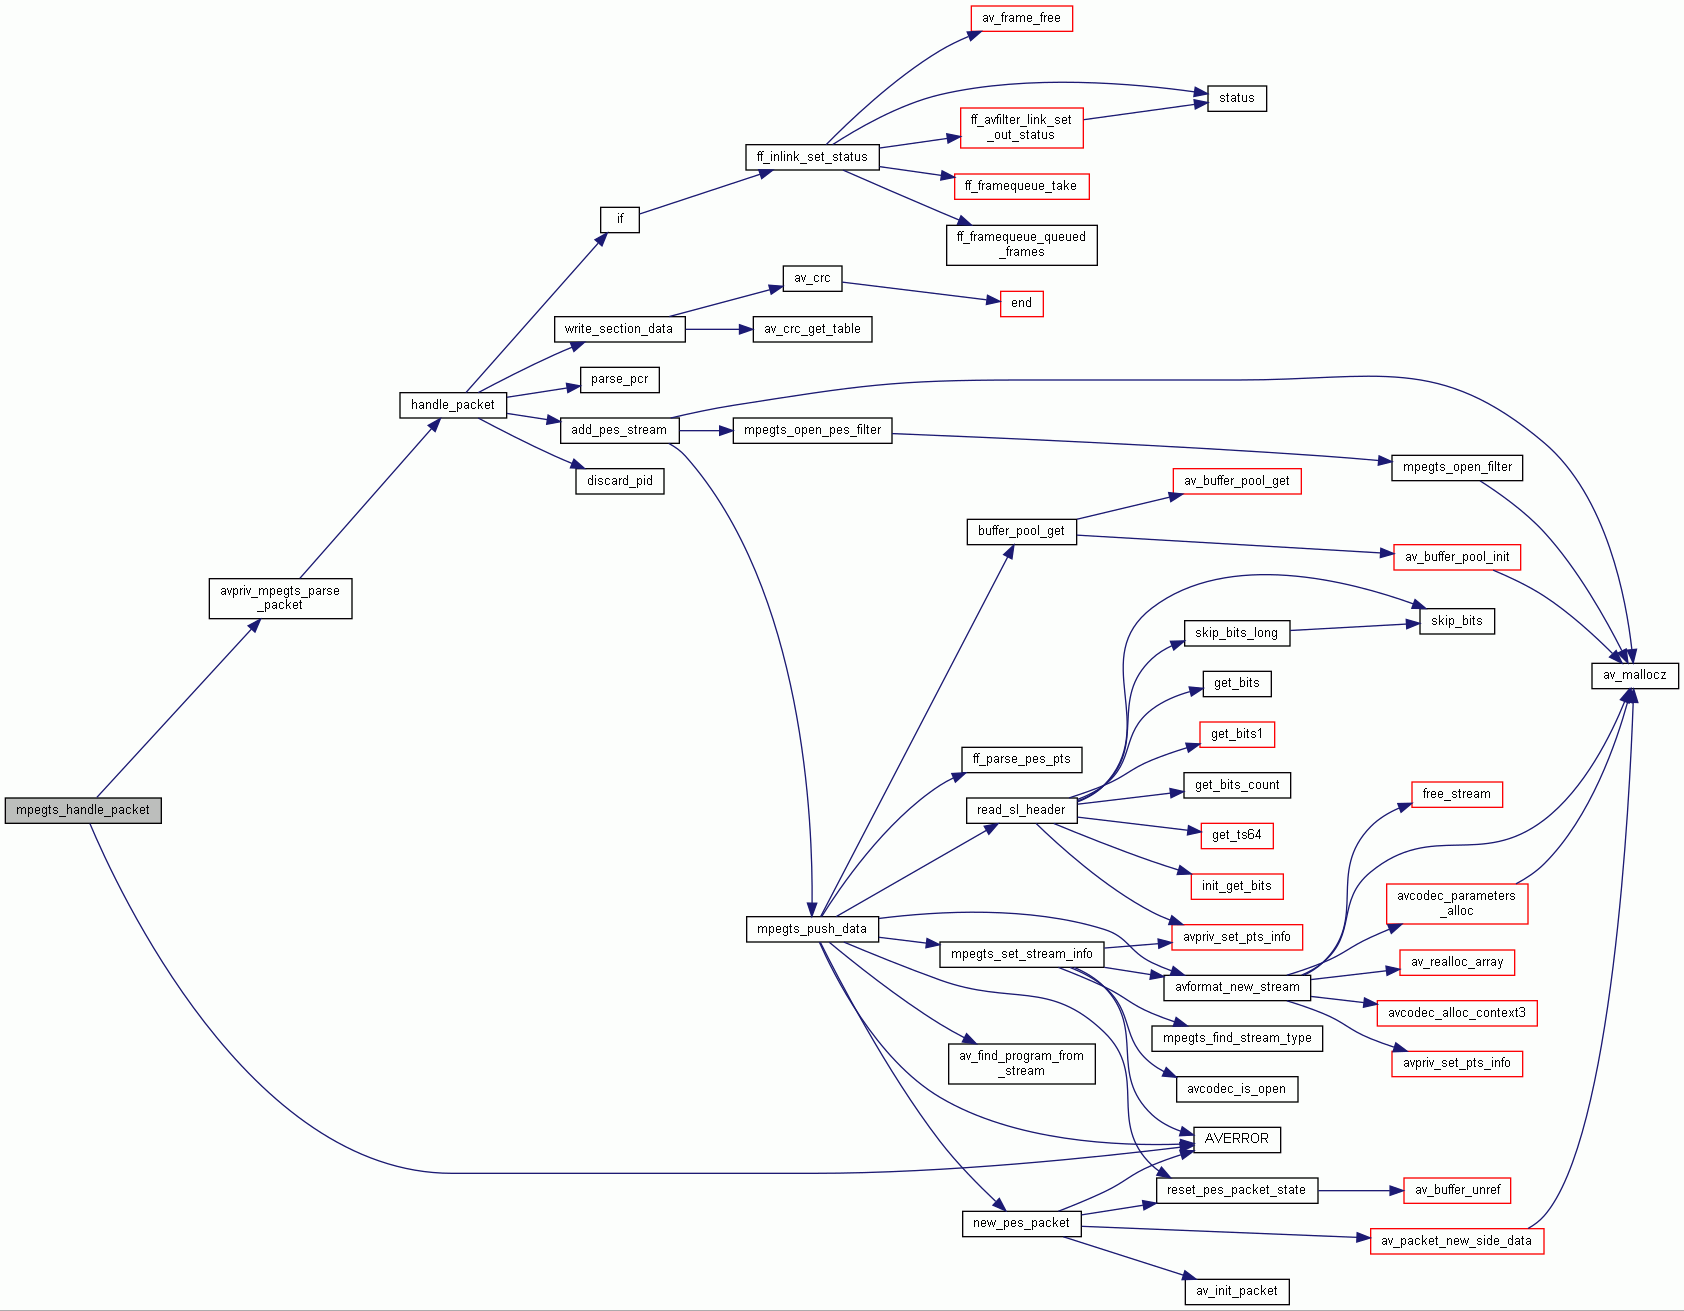 av_frame_free
status
ff_avfilter_link_set
_out_status
ff_inlink_set_status
ff_framequeue_take
if
ff_framequeue_queued
_frames
av_crc
end
write_section_data
av_crc_get_table
parse_pcr
handle_packet
add_pes_stream
mpegts_open_pes_filter
mpegts_open_filter
discard_pid
av_buffer_pool_get
buffer_pool_get
av_buffer_pool_init
avpriv_mpegts_parse
_packet
skip_bits
skip_bits_long
av_mallocz
get_bits
get_bits1
ff_parse_pes_pts
get_bits_count
free_stream
mpegts_handle_packet
read_sl_header
get_ts64
init_get_bits
avcodec_parameters
_alloc
mpegts_push_data
avpriv_set_pts_info
mpegts_set_stream_info
av_realloc_array
avformat_new_stream
avcodec_alloc_context3
mpegts_find_stream_type
av_find_program_from
_stream
avpriv_set_pts_info
avcodec_is_open
AVERROR
reset_pes_packet_state
av_buffer_unref
new_pes_packet
av_packet_new_side_data
av_init_packet